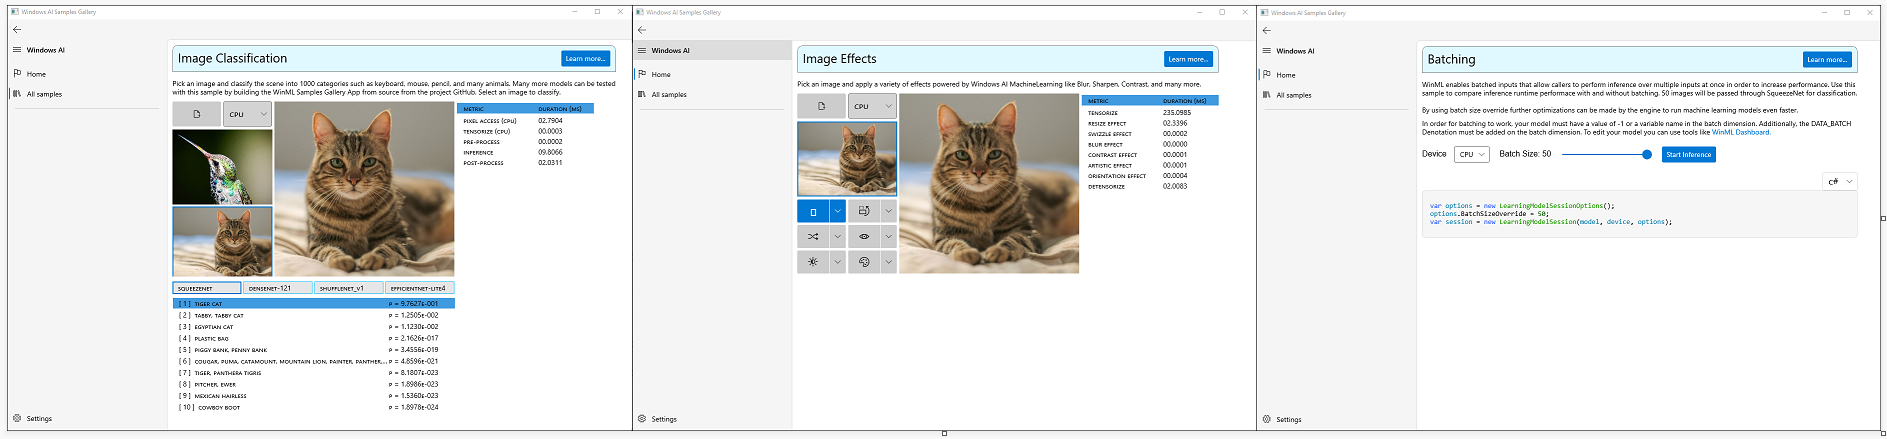 Windows AI Samples Gallery
Windows AI
Home
All samples
Settings
Image Classification
Learn more...
Pick an image and classify the scene into 1000 categories such as keyboard, mouse, pencil, and many animals. Many more models can be tested
with this sample by building the WinML Samples Gallery App from source from the project GitHub. Select an image to classify.
CPU
METRIC DURATION (MS)
PIXEL ACCESS (CPU) 02.7904
TENSORIZE (CPU) 00.0003
PRE-PROCESS 00.0002
INFERENCE 09.8066
POST-PROCESS 02.0311
SQUEEZENET DENSENET-121 SHUFFLENET_V1 EFFICIENTNET-LITE4
[ 1 ] TIGER CAT P = 9.7627E-001
[ 2 ] TABBY, TABBY CAT P = 1.2505E-002
[ 3 ] EGYPTIAN CAT P = 1.1230E-002
[ 4 ] PLASTIC BAG P = 2.1626E-017
[ 5 ] PIGGY BANK, PENNY BANK P = 3.4556E-019
[ 6 ] COUGAR, PUMA, CATAMOUNT, MOUNTAIN LION, PAINTER, PANTHER,... P = 4.8596E-021
[ 7 ] TIGER, PANTHERA TIGRIS P = 8.1807E-023
[ 8 ] PITCHER, EWER P = 1.8986E-023
[ 9 ] MEXICAN HAIRLESS P = 1.5360E-023
[ 10 ] COWBOY BOOT P = 1.8978E-024
Windows AI Samples Gallery
Windows AI
Home
All samples
Settings
Image Effects
Learn more...
Pick an image and apply a variety of effects powered by Windows AI MachineLearning like Blur, Sharpen, Contrast, and many more.
CPU
METRIC DURATION (MS)
TENSORIZE 235.0985
RESIZE EFFECT 02.3396
SWIZZLE EFFECT 00.0002
BLUR EFFECT 00.0000
CONTRAST EFFECT 00.0001
ARTISTIC EFFECT 00.0001
ORIENTATION EFFECT 00.0004
DETENSORIZE 02.0083
Windows AI Samples Gallery
Windows AI
Home
All samples
Settings
Batching
Learn more...
WinML enables batched inputs that allow callers to perform inference over multiple inputs at once in order to increase performance. Use this
sample to compare inference runtime performace with and without batching. 50 images will be passed through SqueezeNet for classification.
By using batch size override further optimizations can be made by the engine to run machine learning models even faster.
In order for batching to work, your model must have a value of -1 or a variable name in the batch dimension. Additionally, the DATA_BATCH
Denotation must be added on the batch dimension. To edit your model you can use tools like WinML Dashboard.
Device CPU Batch Size: 50 Start Inference
C#
var options = new LearningModelSessionOptions();
options.BatchSizeOverride = 50;
var session = new LearningModelSession(model, device, options);